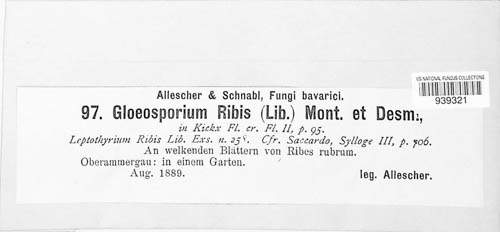 Allescher & Schnabl, Fungi bavarici.
US NATIONAL FUNGUS COLLECTIONS
939321
97. Gloeosporium Ribis (Lib.) Mont. et Desm.,
in Kickx Fl. cr. Fl. II, p. 95.
Leptothyrium Ribis Lib. Exs. n. Cfr. Saccardo, Sylloge III, p. 706.
An welkenden Blättern von Ribes rubrum.
Oberammergau: in einem Garten.
Aug. 1889. leg. Allescher.